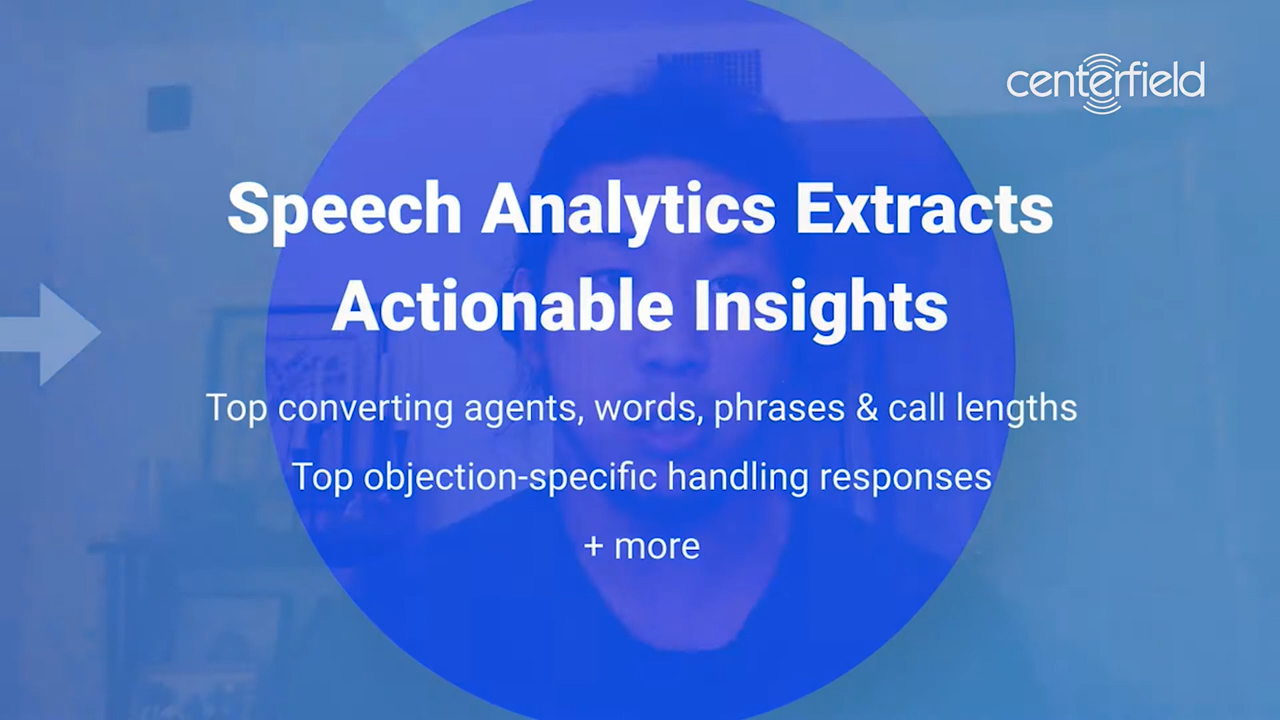 centerfield
Speech Analytics Extracts
Actionable Insights
Top converting agents, words, phrases & call lengths
Top objection-specific handling responses
+ more